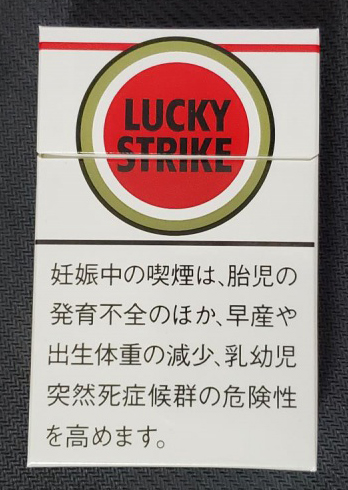 LUCKY
STRIKE
妊娠中の喫煙は、胎児の
発育不全のほか、早産や
出生体重の減少、乳幼児
突然死症候群の危険性
を高めます。